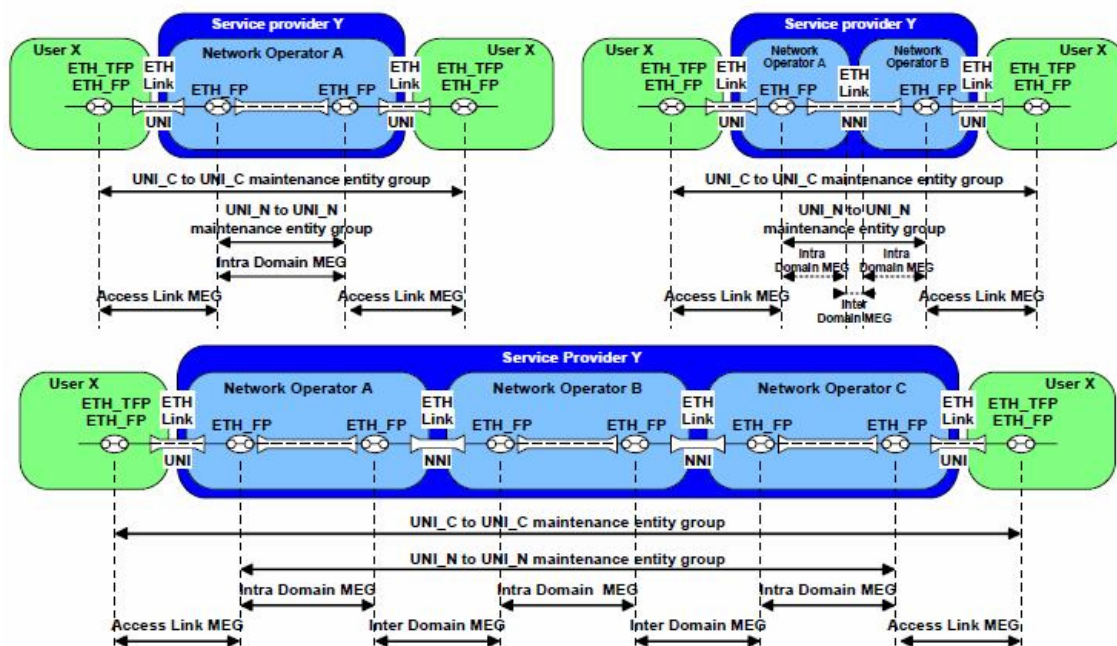 Service provider Y
User X
Network Operator A
User X
ETH_TFP
ETH_FP
ETH
Link
ETH_FP
ETH_FP
ETH
Link
ETH_TFP
ETH_FP
UNI
UNI
UNI_C to UNI_C maintenance entity group
UNI_N to UNI_N
maintenance entity group
Intra Domain MEG
Access Link MEG
Access Link MEG
Service provider Y
User X
Network
Operator A
Network
Operator B
User X
ETH_TFP
ETH_FP
ETH
Link
ETH_FP
ETH
Link
ETH_FP
ETH
Link
ETH_TFP
ETH_FP
UNI
NNI
UNI
UNI_C to UNI_C maintenance entity group
UNI_N to UNI_N
maintenance entity group
Intra
Domain MEG
Intra
Domain MEG
Access Link MEG
Inter
Domain MEG
Access Link MEG
Service Provider Y
User X
Network Operator A
Network Operator B
Network Operator C
User X
ETH_TFP
ETH_FP
ETH
Link
ETH_FP
ETH_FP
ETH
Link
ETH_FP
ETH_FP
ETH
Link
ETH_FP
ETH_FP
ETH
Link
ETH_TFP
ETH_FP
UNI
NNI
NNI
UNI
UNI_C to UNI_C maintenance entity group
UNI_N to UNI_N maintenance entity group
Intra Domain MEG
Intra Domain MEG
Intra Domain MEG
Access Link MEG
Inter Domain MEG
Inter Domain MEG
Access Link MEG